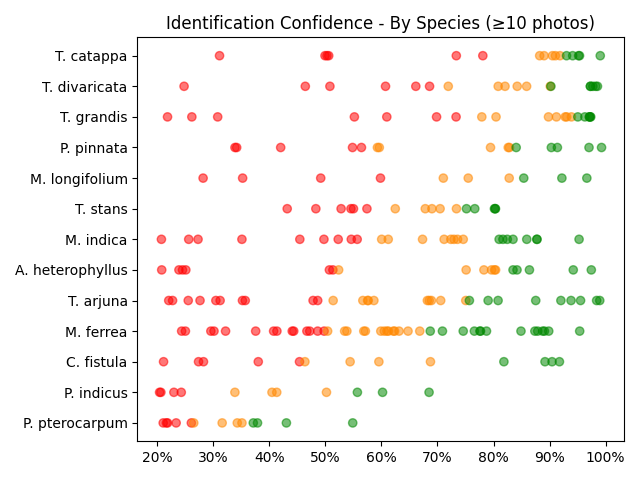 Identification Confidence - By Species (≥10 photos)
T. catappa
T. divaricata
T. grandis
P. pinnata
M. longifolium
T. stans
M. indica
A. heterophyllus
T. arjuna
M. ferrea
C. fistula
P. indicus
P. pterocarpum
20% 30% 40% 50% 60% 70% 80% 90% 100%